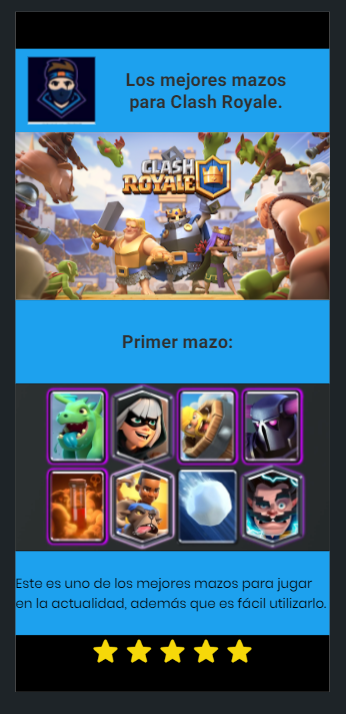 Los mejores mazos
para Clash Royale.
CLASH
ROYALE
Primer mazo:
Este es uno de los mejores mazos para jugar
en la actualidad, además que es fácil utilizarlo.